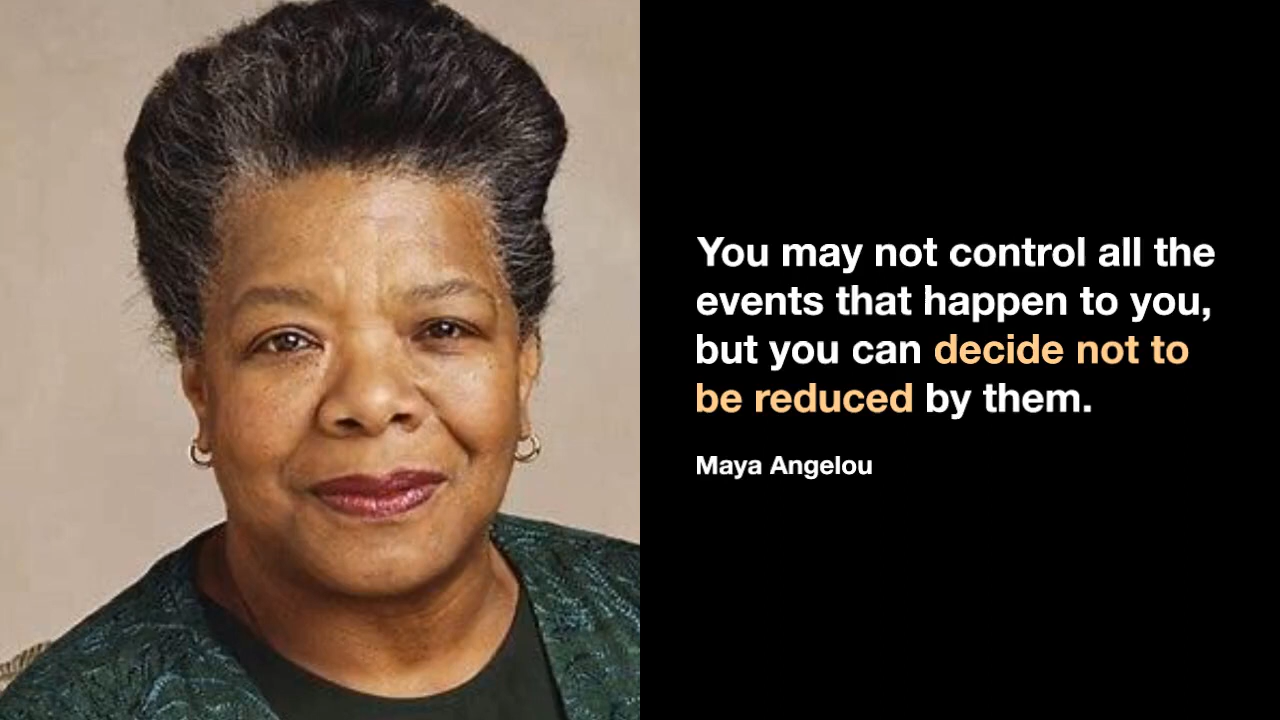 You may not control all the
events that happen to you,
but you can decide not to
be reduced by them.
Maya Angelou